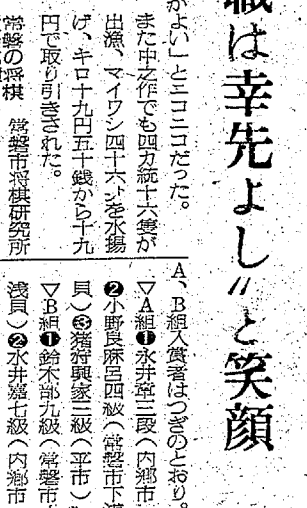 職は幸先よし〃と笑顔
がよい」とニコニコだった。
また中之作でも四カ統十六隻が
出漁、マイワシ四十六㌧を水揚
げ、キロ十九円五十銭から十九
円で取り引きされた。
常磐の将棋　常磐市将棋研究所
A、B組入賞者はつぎのとおり。
▽A組❶永井　三段（内郷市
❷小野良麻呂四級（常磐市下湯
貝）❸猪狩興家二級（平市）
▽B組❶鈴木部九級（常磐市
浅貝）❷水井嘉七級（内郷市